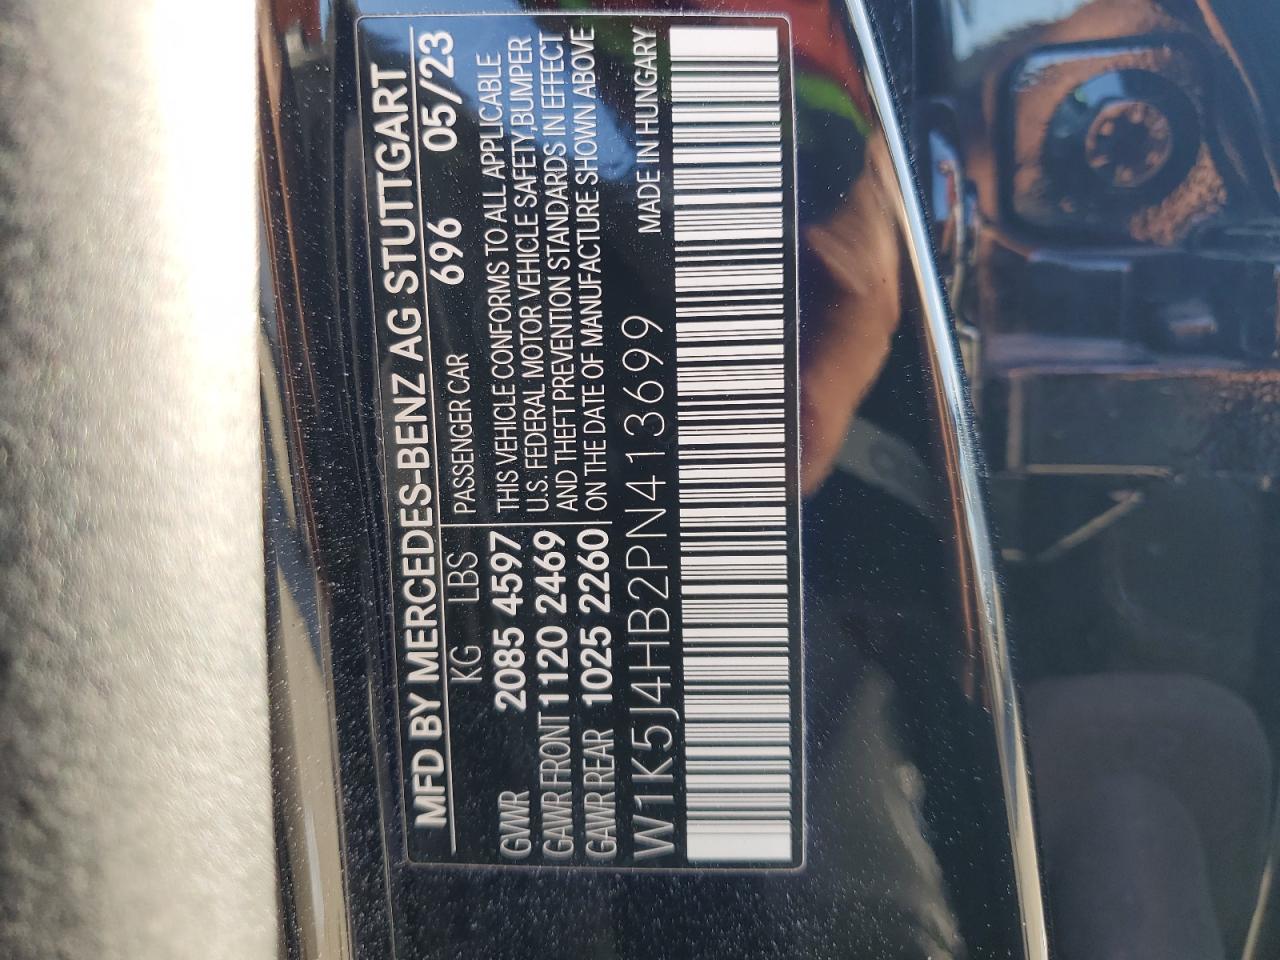 MFD BY MERCEDES-BENZ AG STUTTGART
KG LBS PASSENGER CAR 696 05/23
GVWR 2085 4597 THIS VEHICLE CONFORMS TO ALL APPLICABLE
U.S. FEDERAL MOTOR VEHICLE SAFETY,BUMPER
GAWR FRONT 1120 2469 AND THEFT PREVENTION STANDARDS IN EFFECT
GAWR REAR 1025 2260 ON THE DATE OF MANUFACTURE SHOWN ABOVE
W1K5J4HB2PN413699 MADE IN HUNGARY